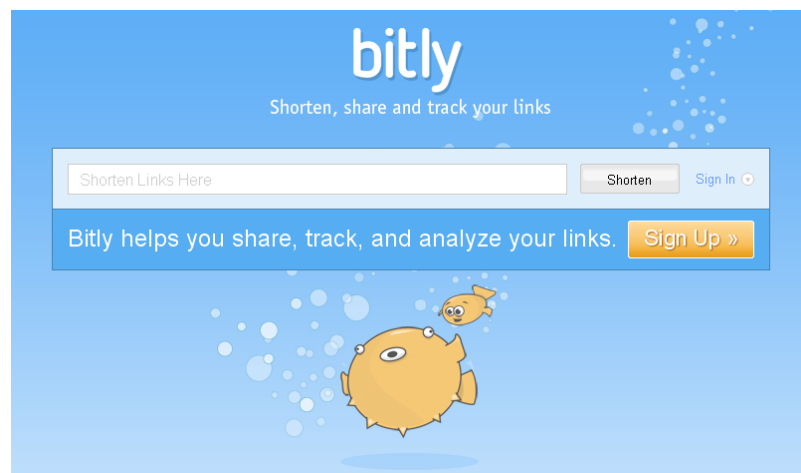 bitly
Shorten, share and track your links
Shorten Links Here
Shorten
Sign In
Bitly helps you share, track, and analyze your links.
Sign Up »